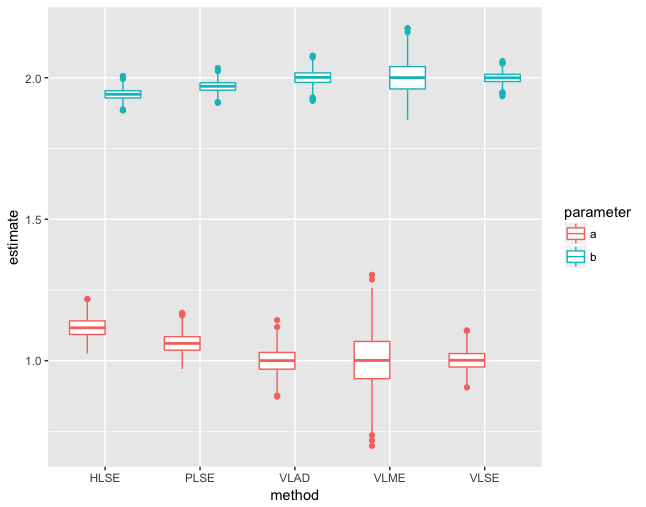 estimate
2.0
1.5
1.0
HLSE PLSE VLAD VLME VLSE
method
parameter
a
b